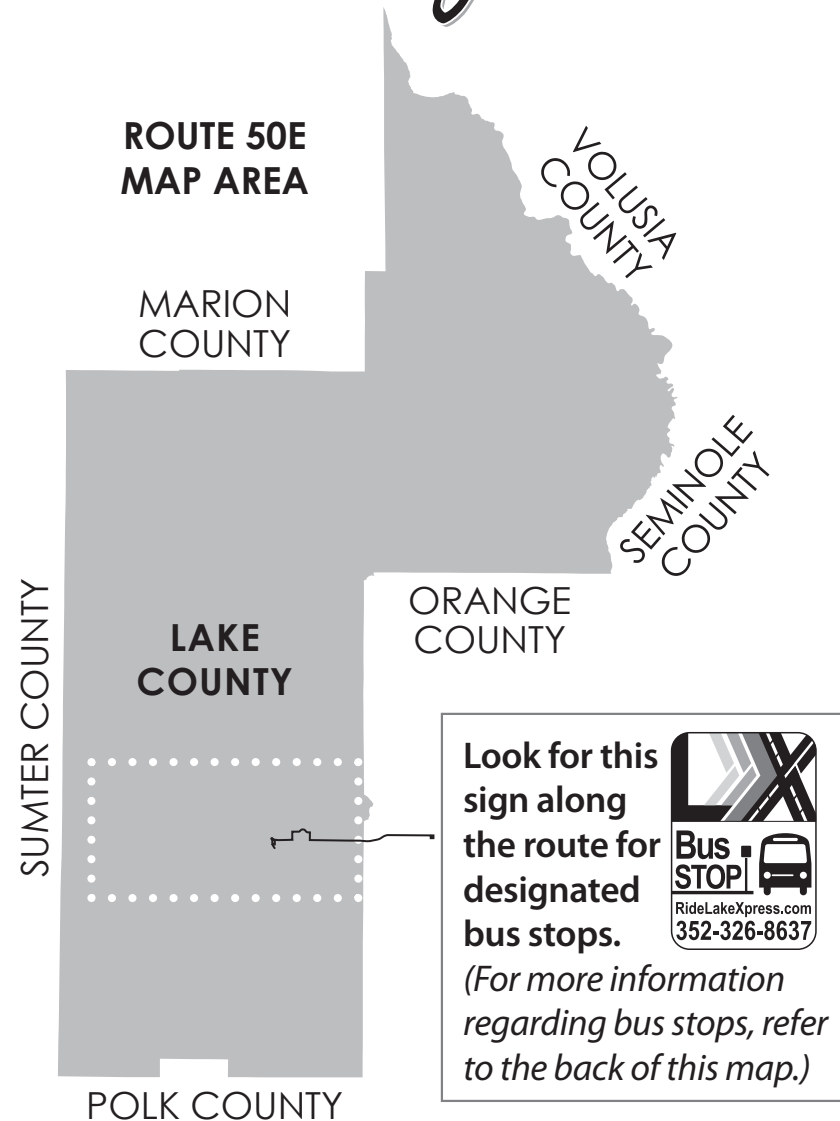 ROUTE 50E
MAP AREA
VOLUSIA
COUNTY
MARION
COUNTY
SEMINOLE
COUNTY
ORANGE
COUNTY
SUMTER COUNTY
LAKE
COUNTY
Look for this
sign along
the route for
designated
bus stops.
(For more information
regarding bus stops, refer
to the back of this map.)
LX
Bus
STOP
RideLakeXpress.com
352-326-8637
POLK COUNTY